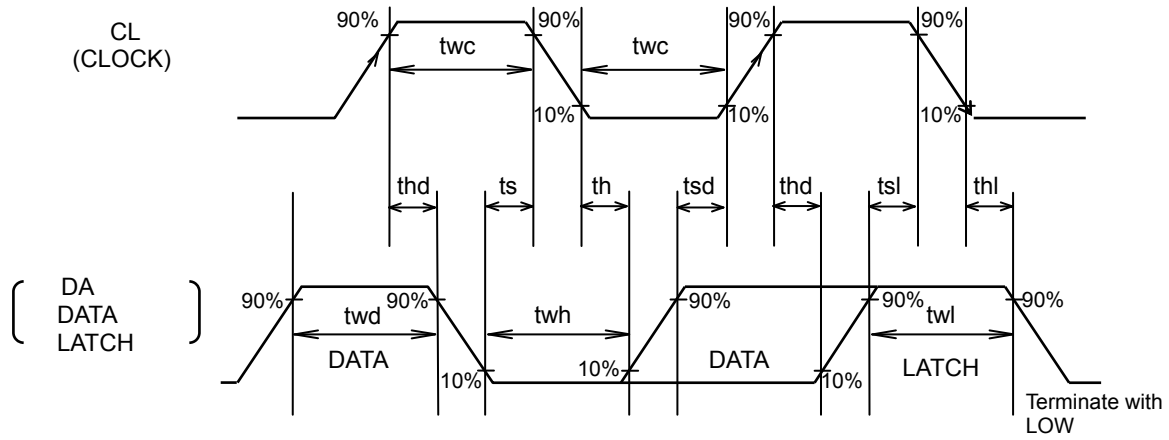 90% 90% 90% 90%
CL
(CLOCK)
twc twc
10% 10% 10%
thd ts th tsd thd tsl thl
DA
DATA
LATCH
90% 90% 90% 90% 90%
twd twh twl
DATA DATA LATCH
10% 10% 10%
Terminate with
LOW